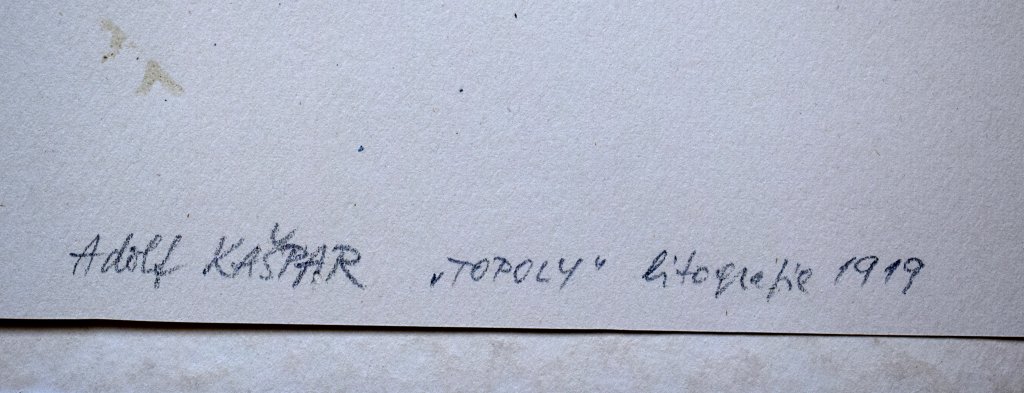 Adolf KAŠPAR „TOPOLY“ litografie 1919